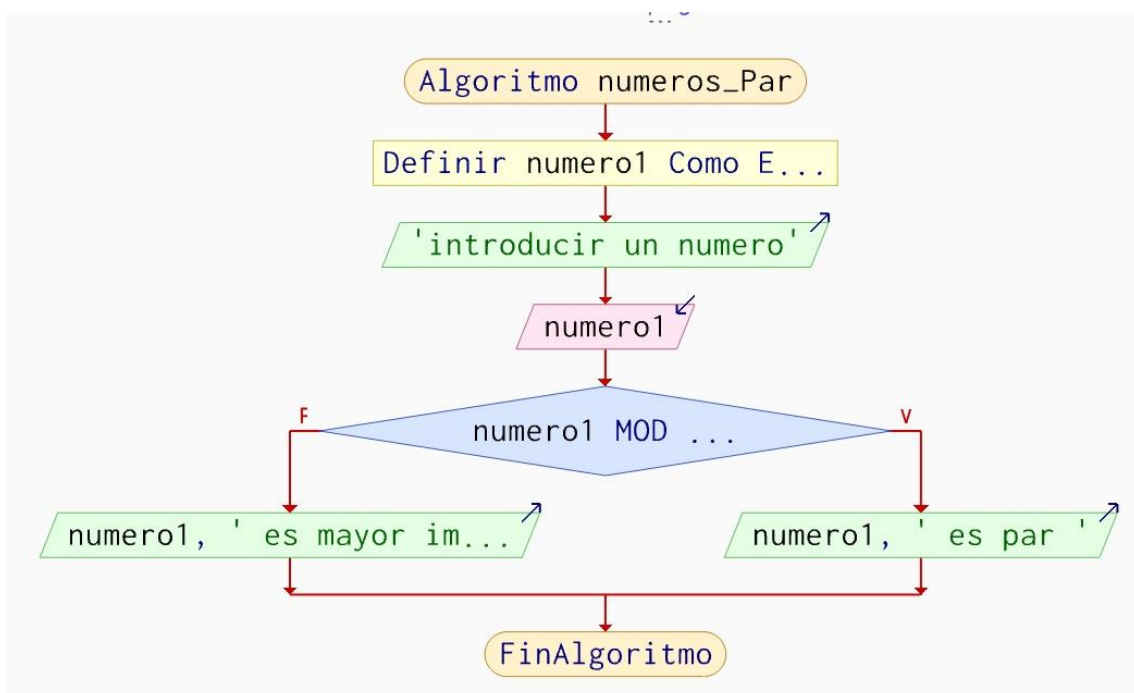 Algoritmo numeros_Par
Definir numero1 Como E...
'introducir un numero'
numero1
numero1 MOD ...
F
V
numero1, ' es mayor im...
numero1, ' es par '
FinAlgoritmo